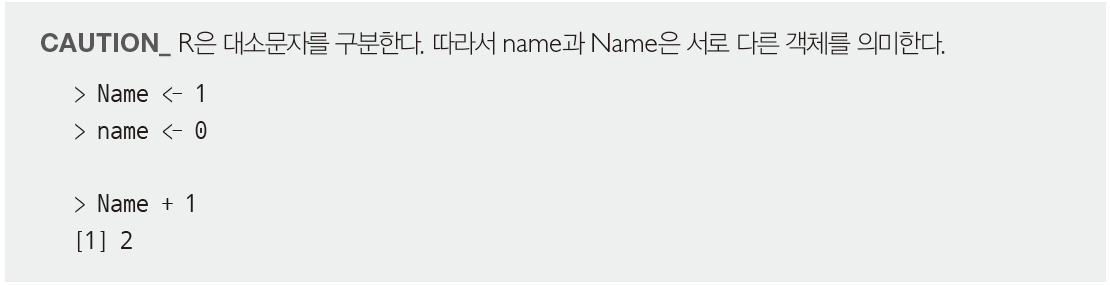 CAUTION_ R은 대소문자를 구분한다. 따라서 name과 Name은 서로 다른 객체를 의미한다.
> Name <- 1
> name <- 0
> Name + 1
[1] 2